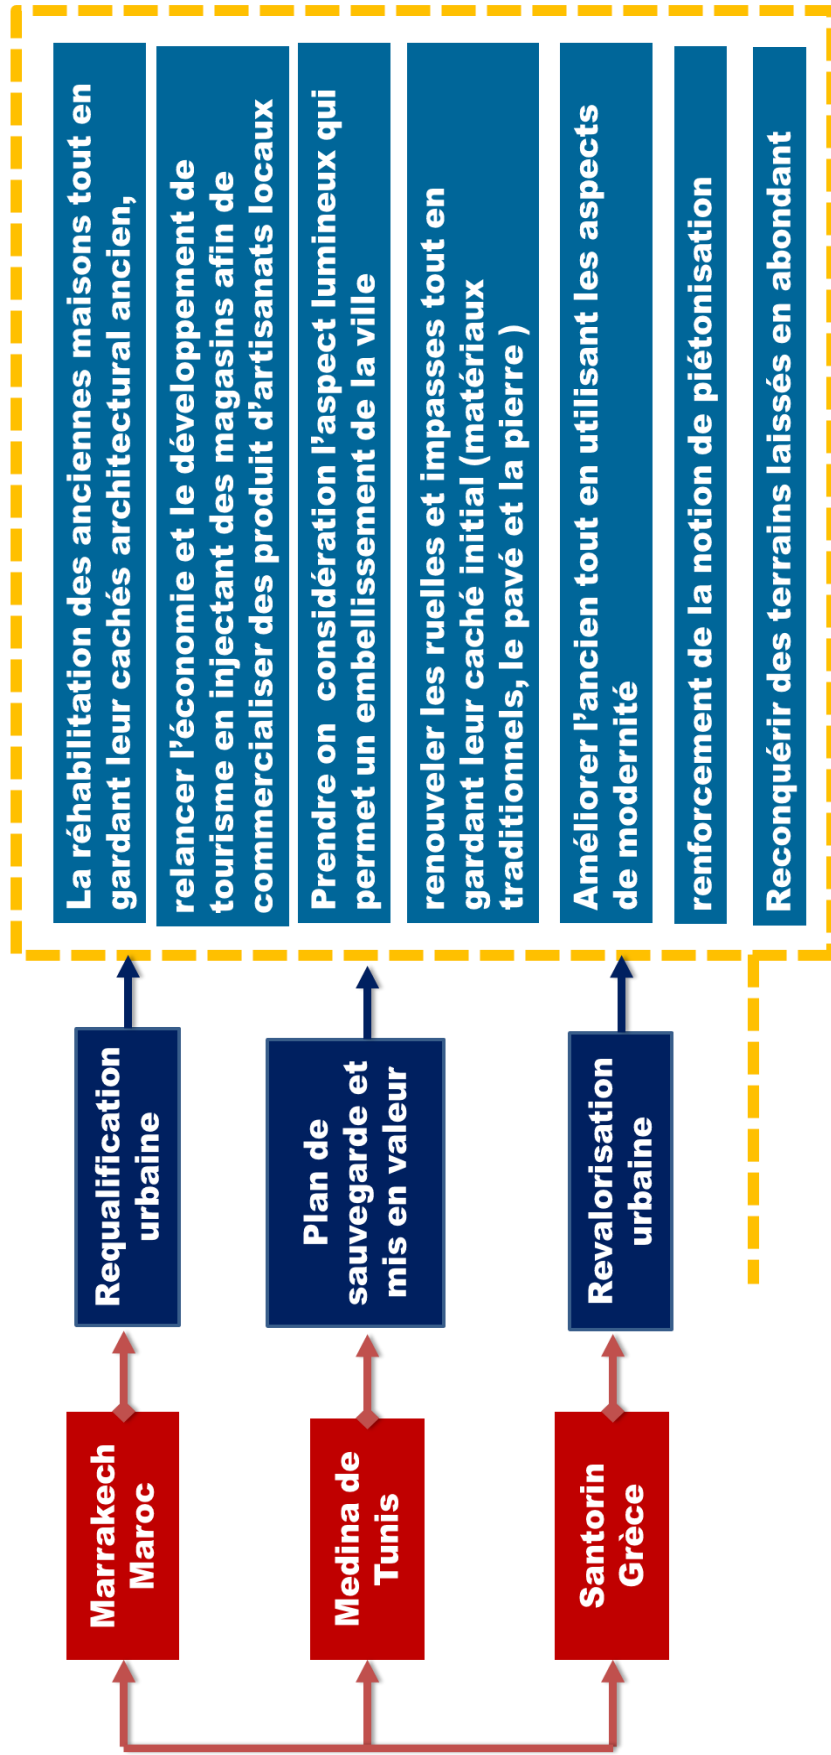 Marrakech
Maroc
Medina de
Tunis
Santorin
Grèce
Requalification
urbaine
Plan de
sauvegarde et
mis en valeur
Revalorisation
urbaine
La réhabilitation des anciennes maisons tout en
gardant leur cachés architectural ancien,
relancer l’économie et le développement de
tourisme en injectant des magasins afin de
commercialiser des produit d’artisanats locaux
Prendre on considération l’aspect lumineux qui
permet un embellissement de la ville
renouveler les ruelles et impasses tout en
gardant leur caché initial (matériaux
traditionnels, le pavé et la pierre )
Améliorer l’ancien tout en utilisant les aspects
de modernité
renforcement de la notion de piétonisation
Reconquérir des terrains laissés en abondant